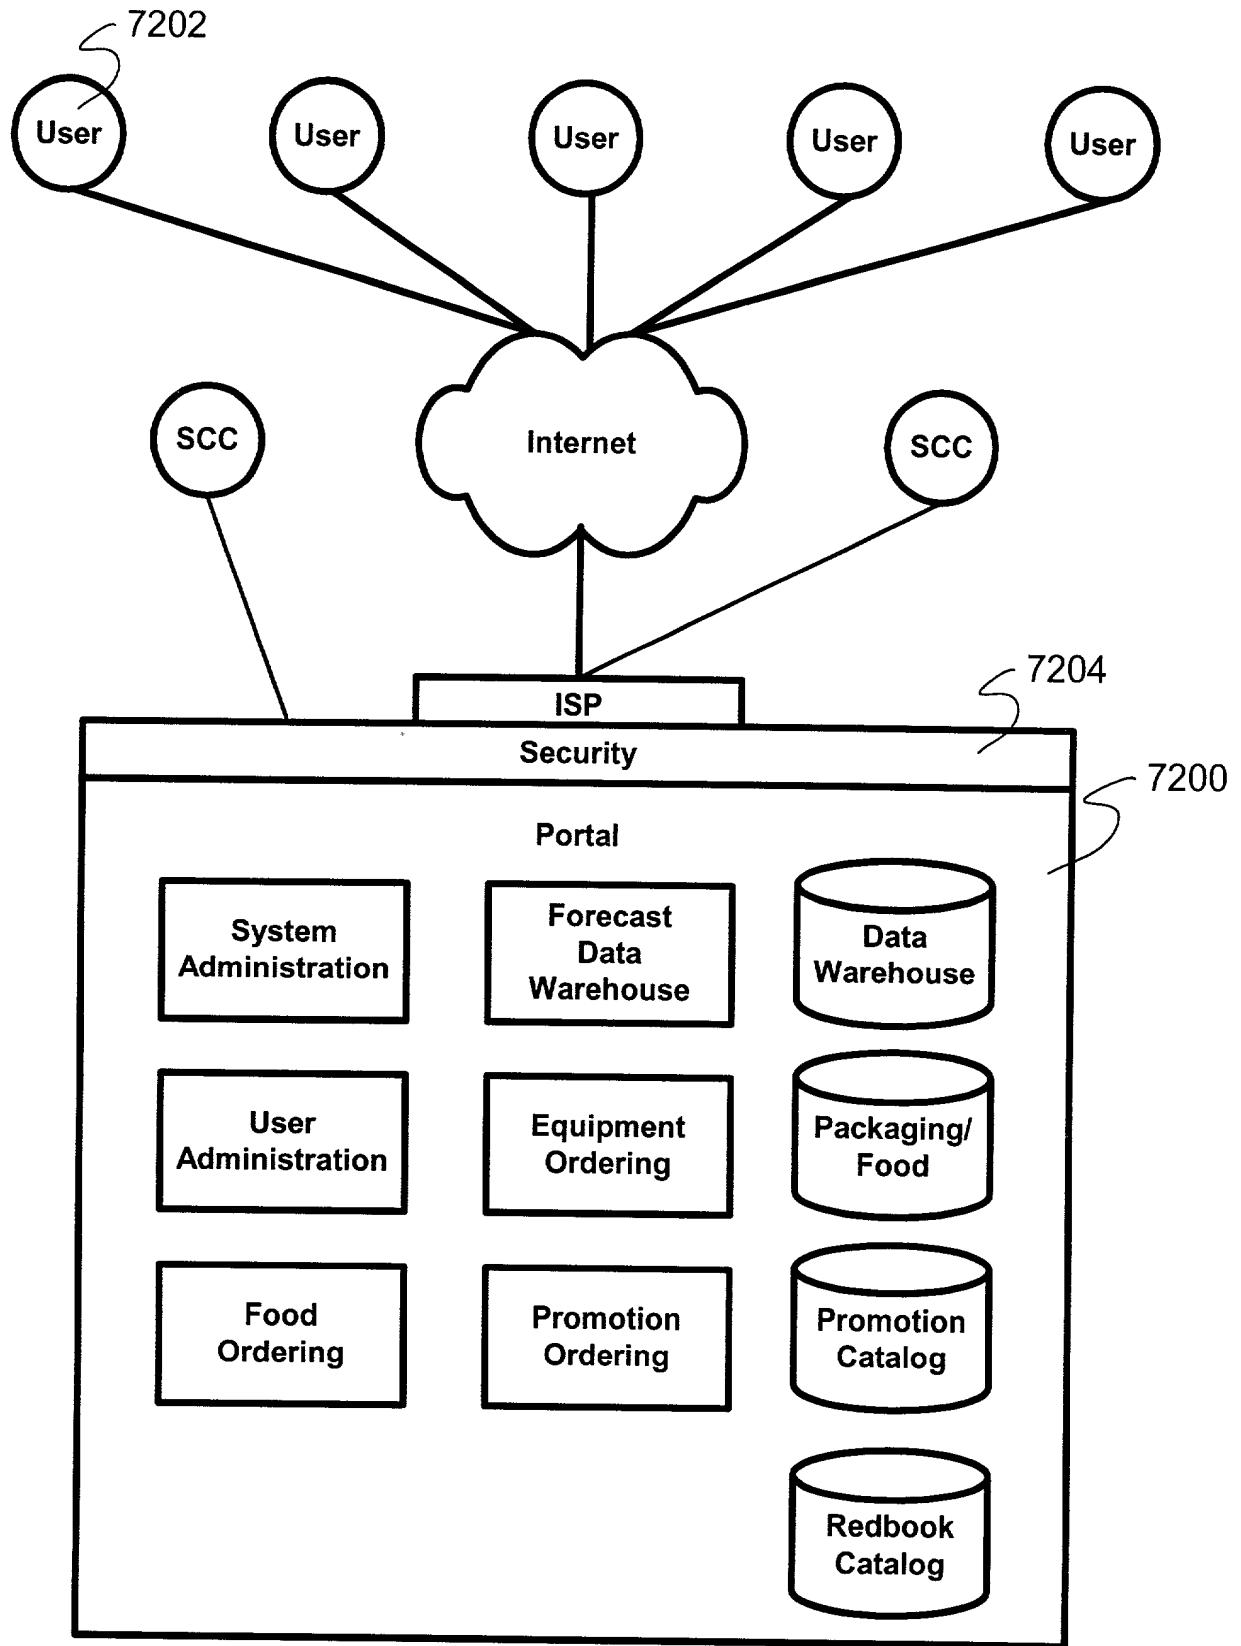 7202
User
User
User
User
User
SCC
Internet
SCC
7204
ISP
Security
7200
Portal
System
Administration
Forecast
Data
Warehouse
Data
Warehouse
User
Administration
Equipment
Ordering
Packaging/
Food
Food
Ordering
Promotion
Ordering
Promotion
Catalog
Redbook
Catalog